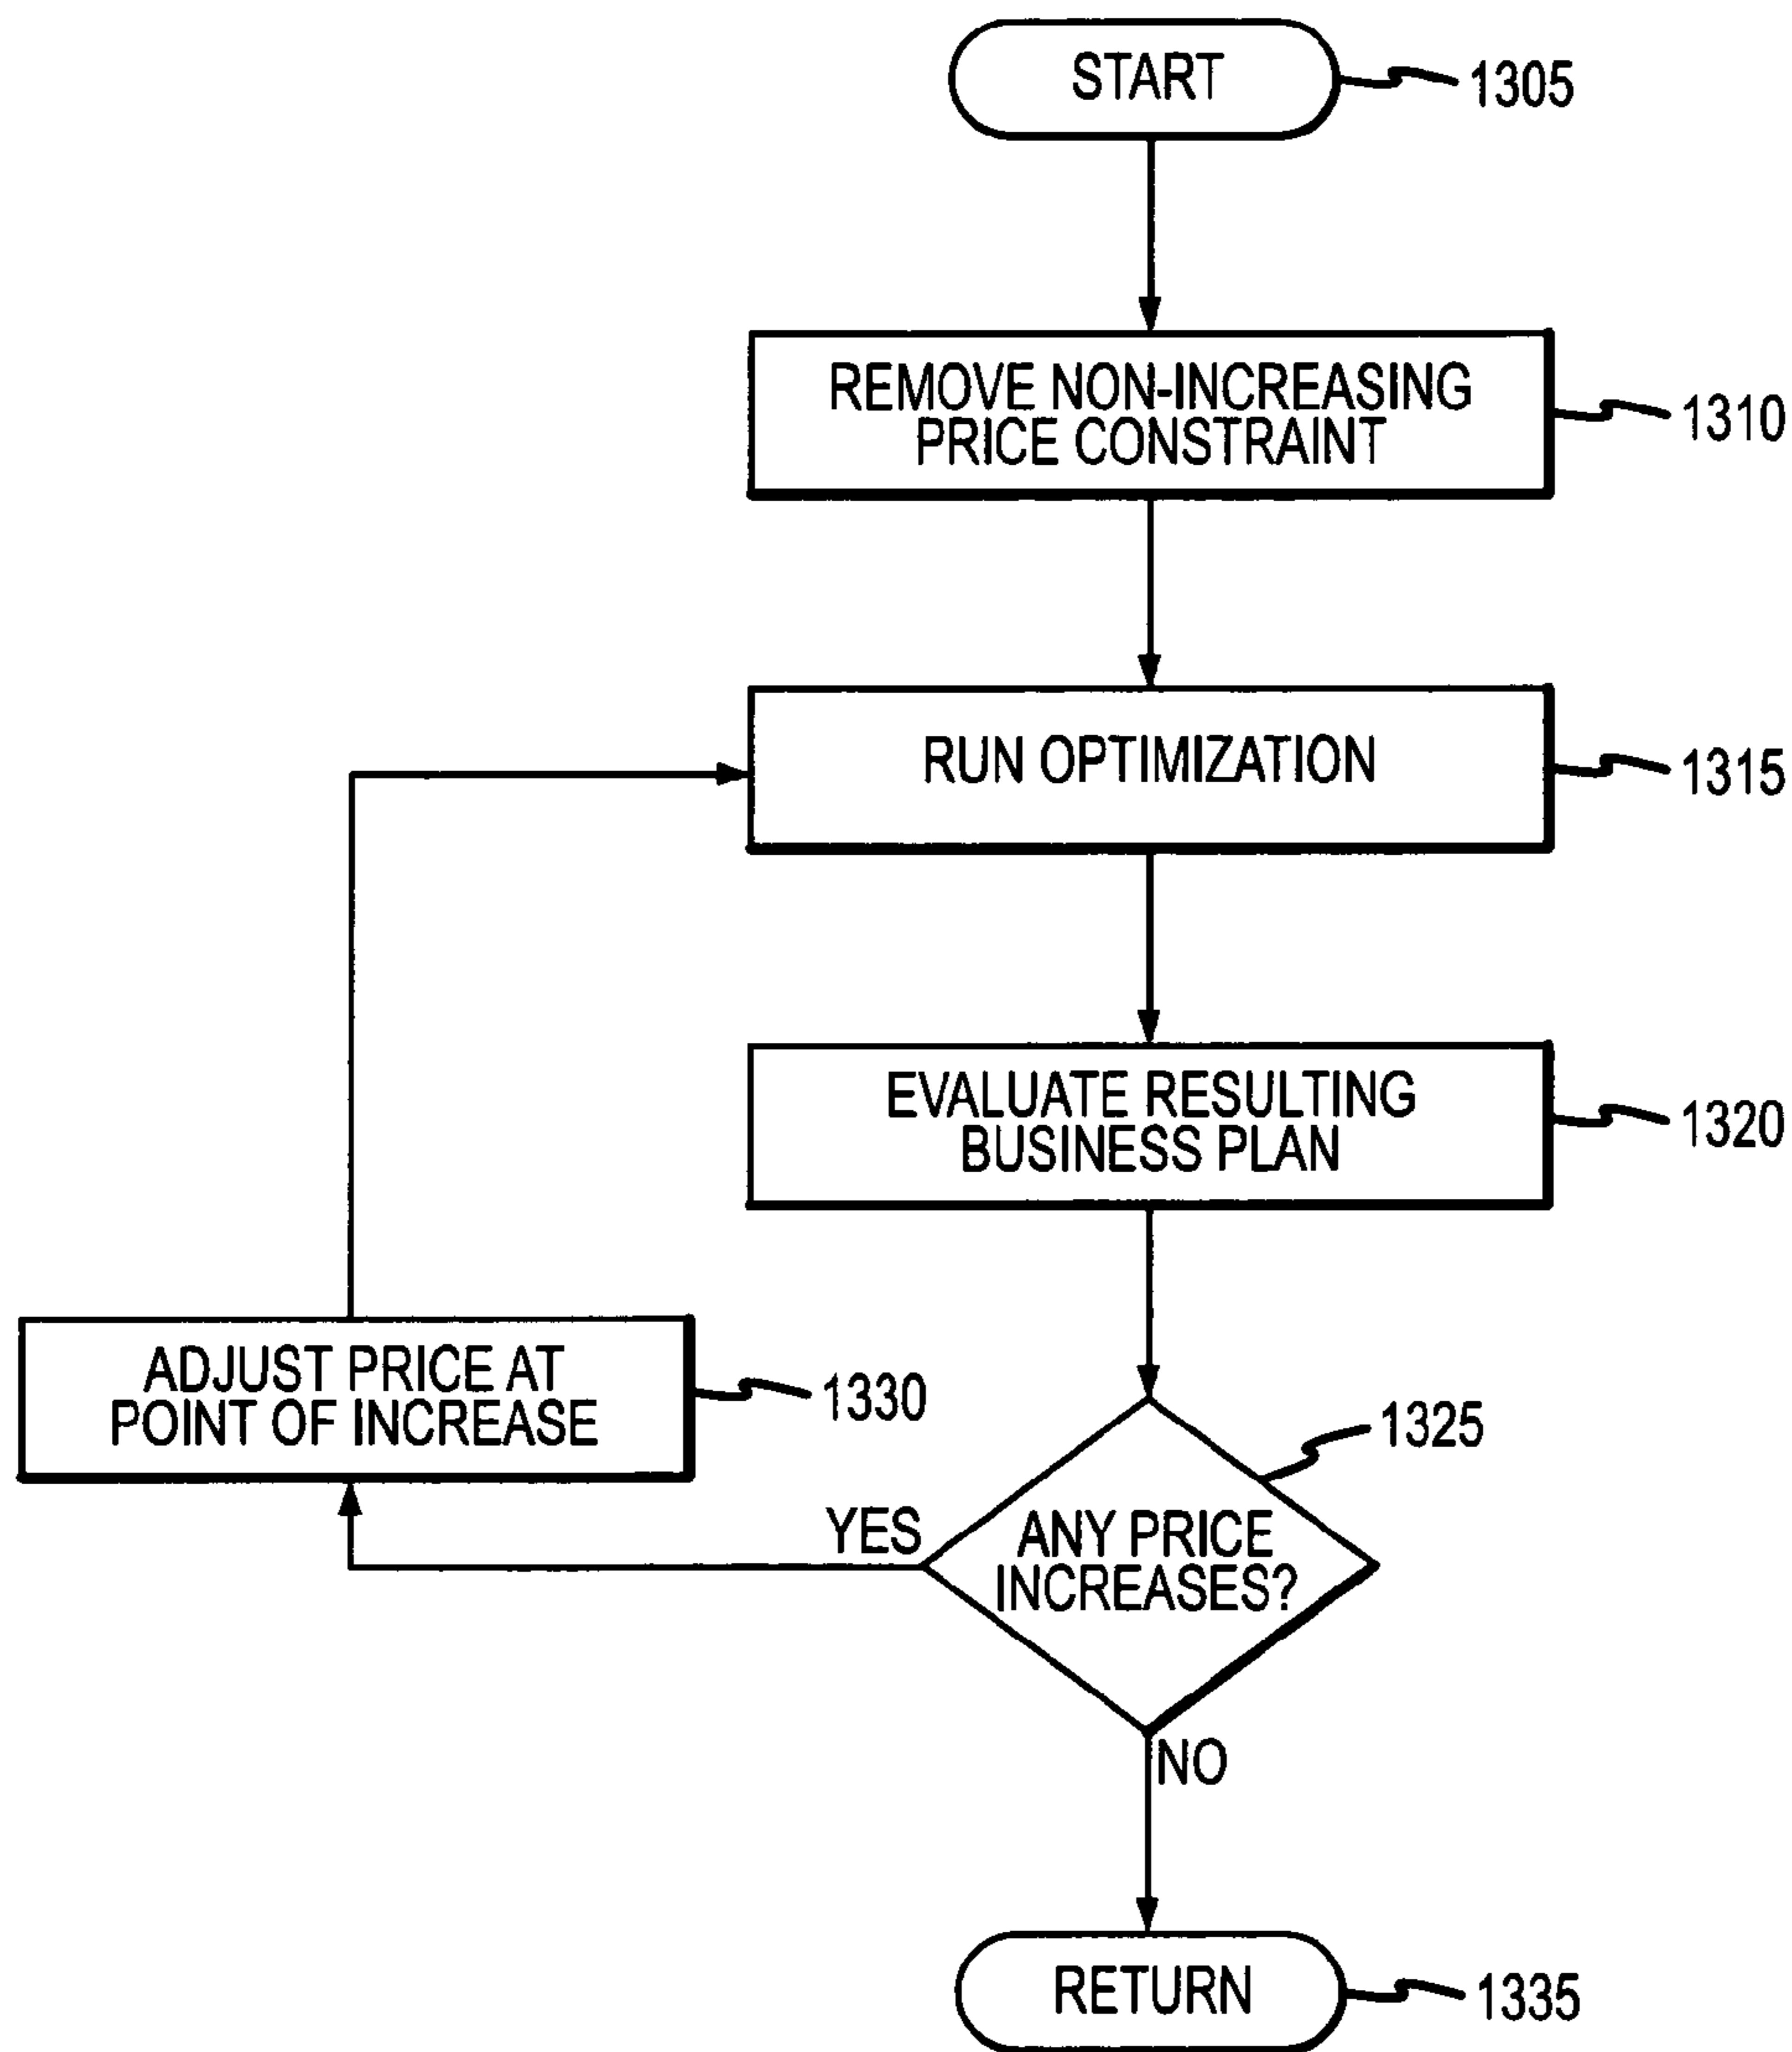 START
1305
REMOVE NON-INCREASING
PRICE CONSTRAINT
1310
RUN OPTIMIZATION
1315
EVALUATE RESULTING
BUSINESS PLAN
1320
ADJUST PRICE AT
POINT OF INCREASE
1330
1325
YES
ANY PRICE
INCREASES?
NO
RETURN
1335